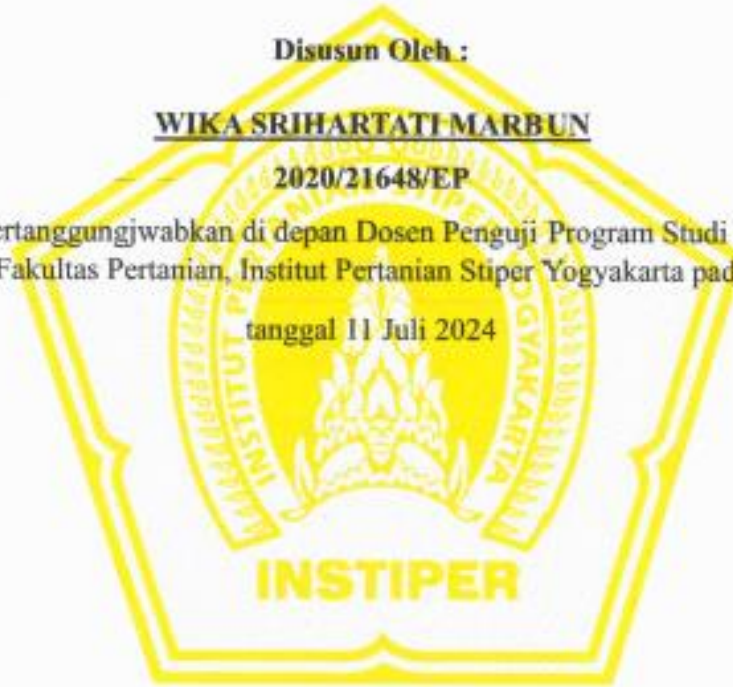 Disusun Oleh :
WIKA SRIHARTATI MARBUN
2020/21648/EP
ertanggungjwabkan di depan Dosen Penguji Program Studi
Fakultas Pertanian, Institut Pertanian Stiper Yogyakarta pad
tanggal 11 Juli 2024
INSTITUT PERTANIAN STIPER YOGYAKARTA
INSTIPER